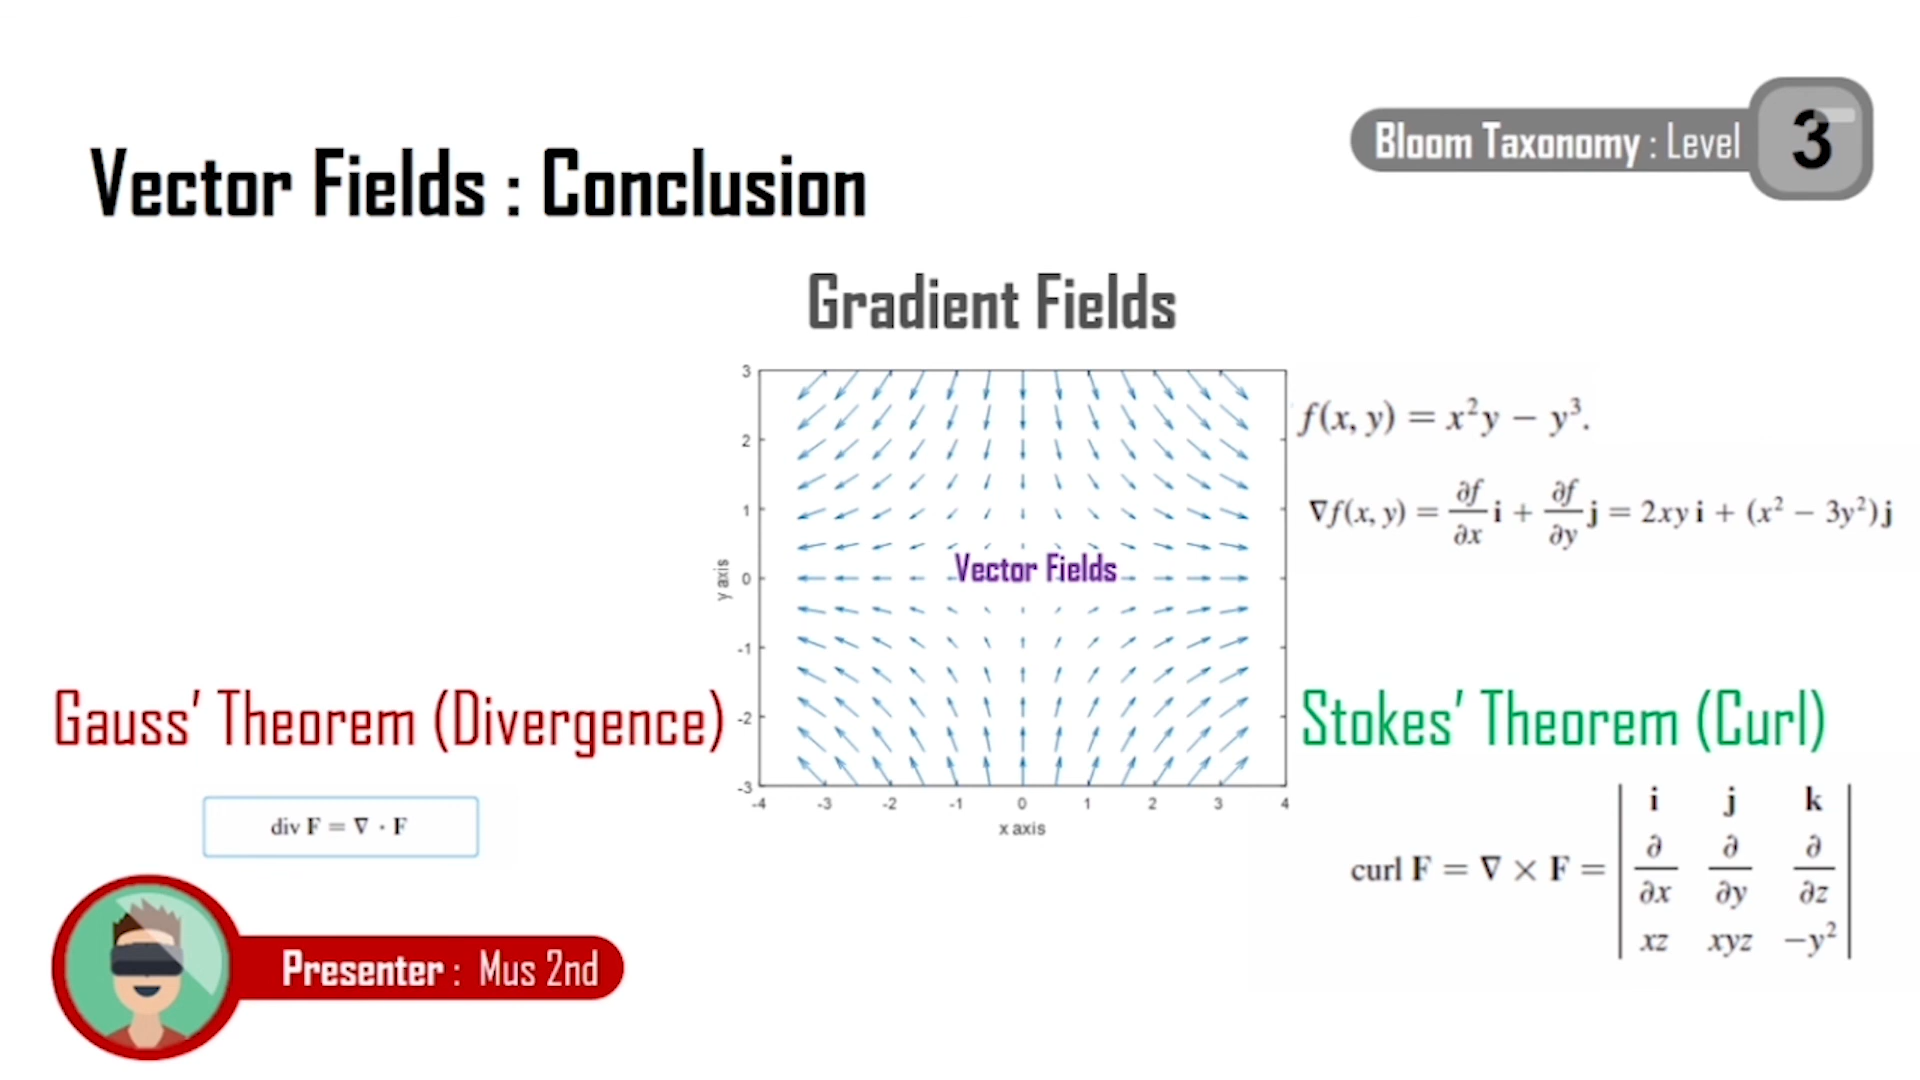 Bloom Taxonomy : Level 3
Vector Fields : Conclusion
Gradient Fields
3
2
1
0
-1
-2
-3
y axis
Vector Fields
-4 -3 -2 -1 0 1 2 3 4
x axis
f(x, y) = x²y − y³.
∇f(x, y) = ∂f/∂x i + ∂f/∂y j = 2xy i + (x² − 3y²) j
Gauss' Theorem (Divergence)
div F = ∇ · F
Stokes' Theorem (Curl)
curl F = ∇ × F =
i j k
∂/∂x ∂/∂y ∂/∂z
xz xyz −y²
Presenter : Mus 2nd